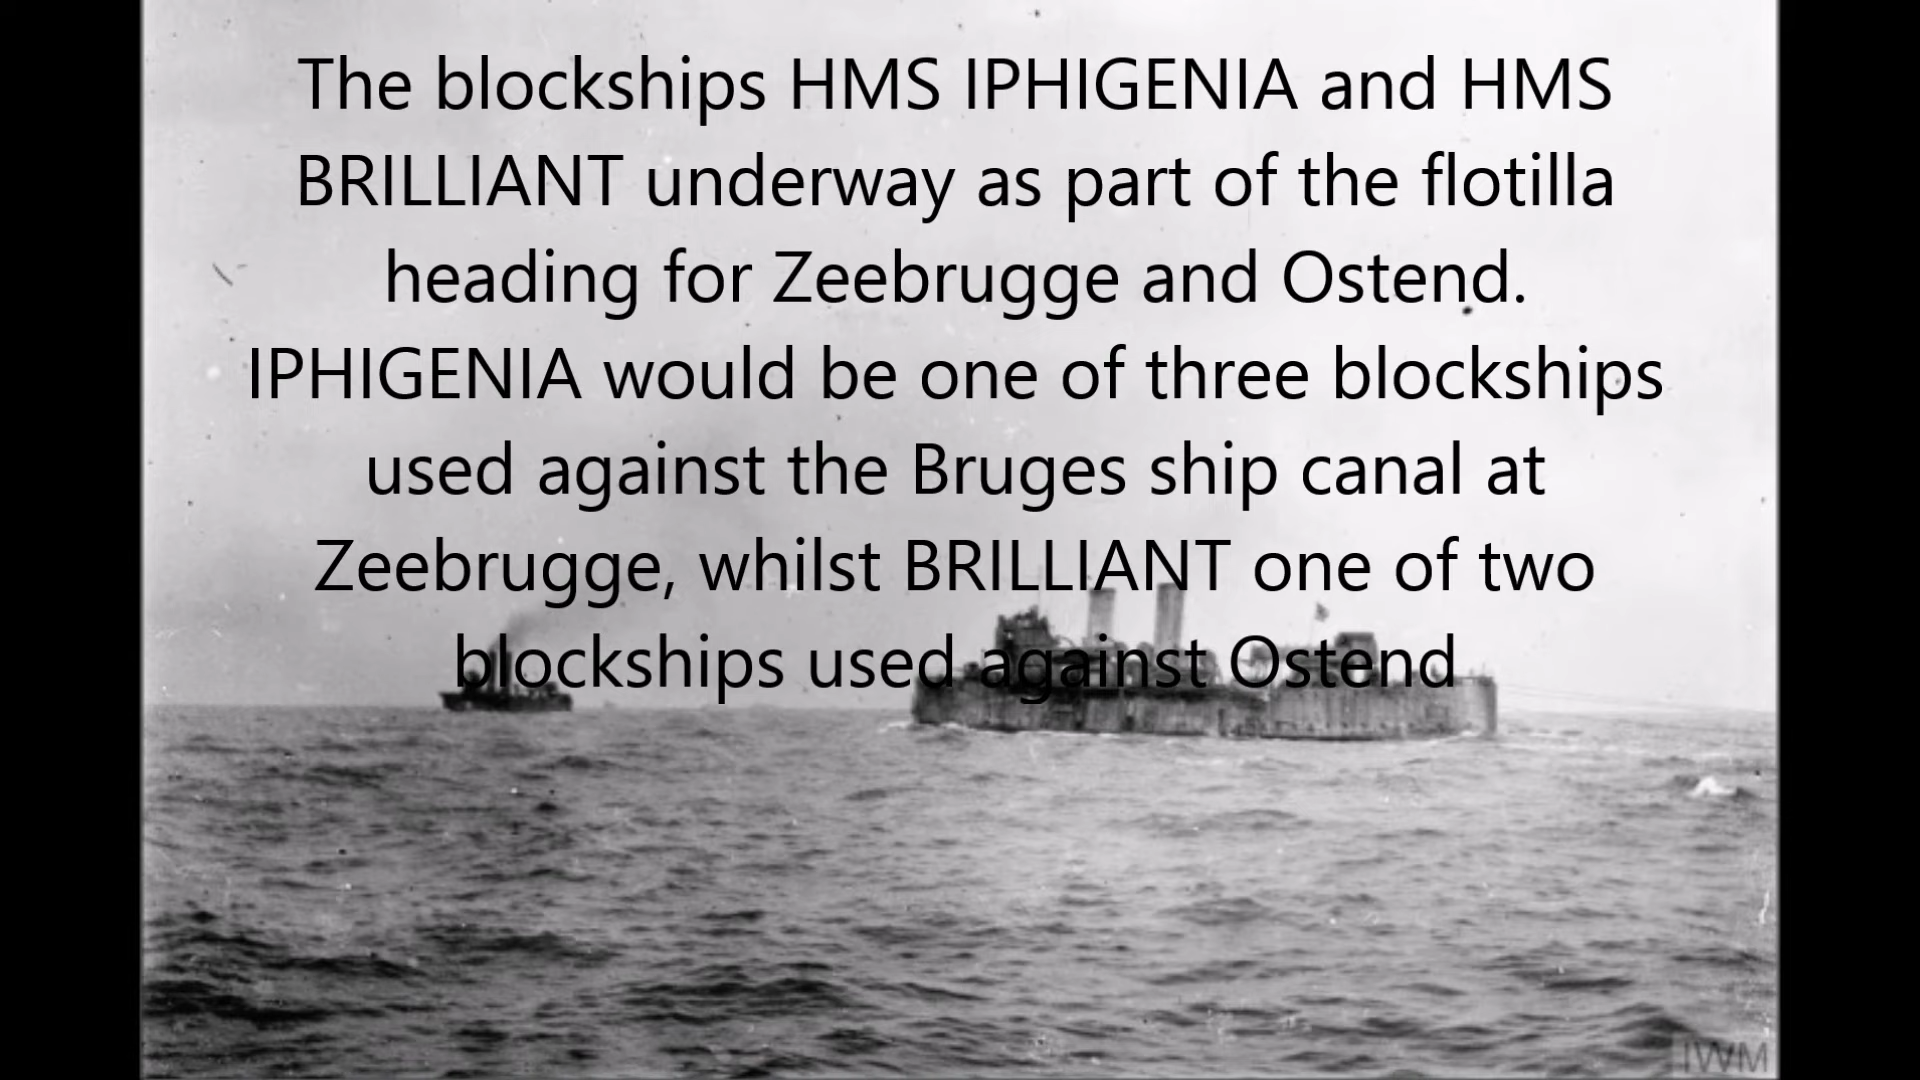 The blockships HMS IPHIGENIA and HMS
BRILLIANT underway as part of the flotilla
heading for Zeebrugge and Ostend.
IPHIGENIA would be one of three blockships
used against the Bruges ship canal at
Zeebrugge, whilst BRILLIANT one of two
blockships used against Ostend
IWM